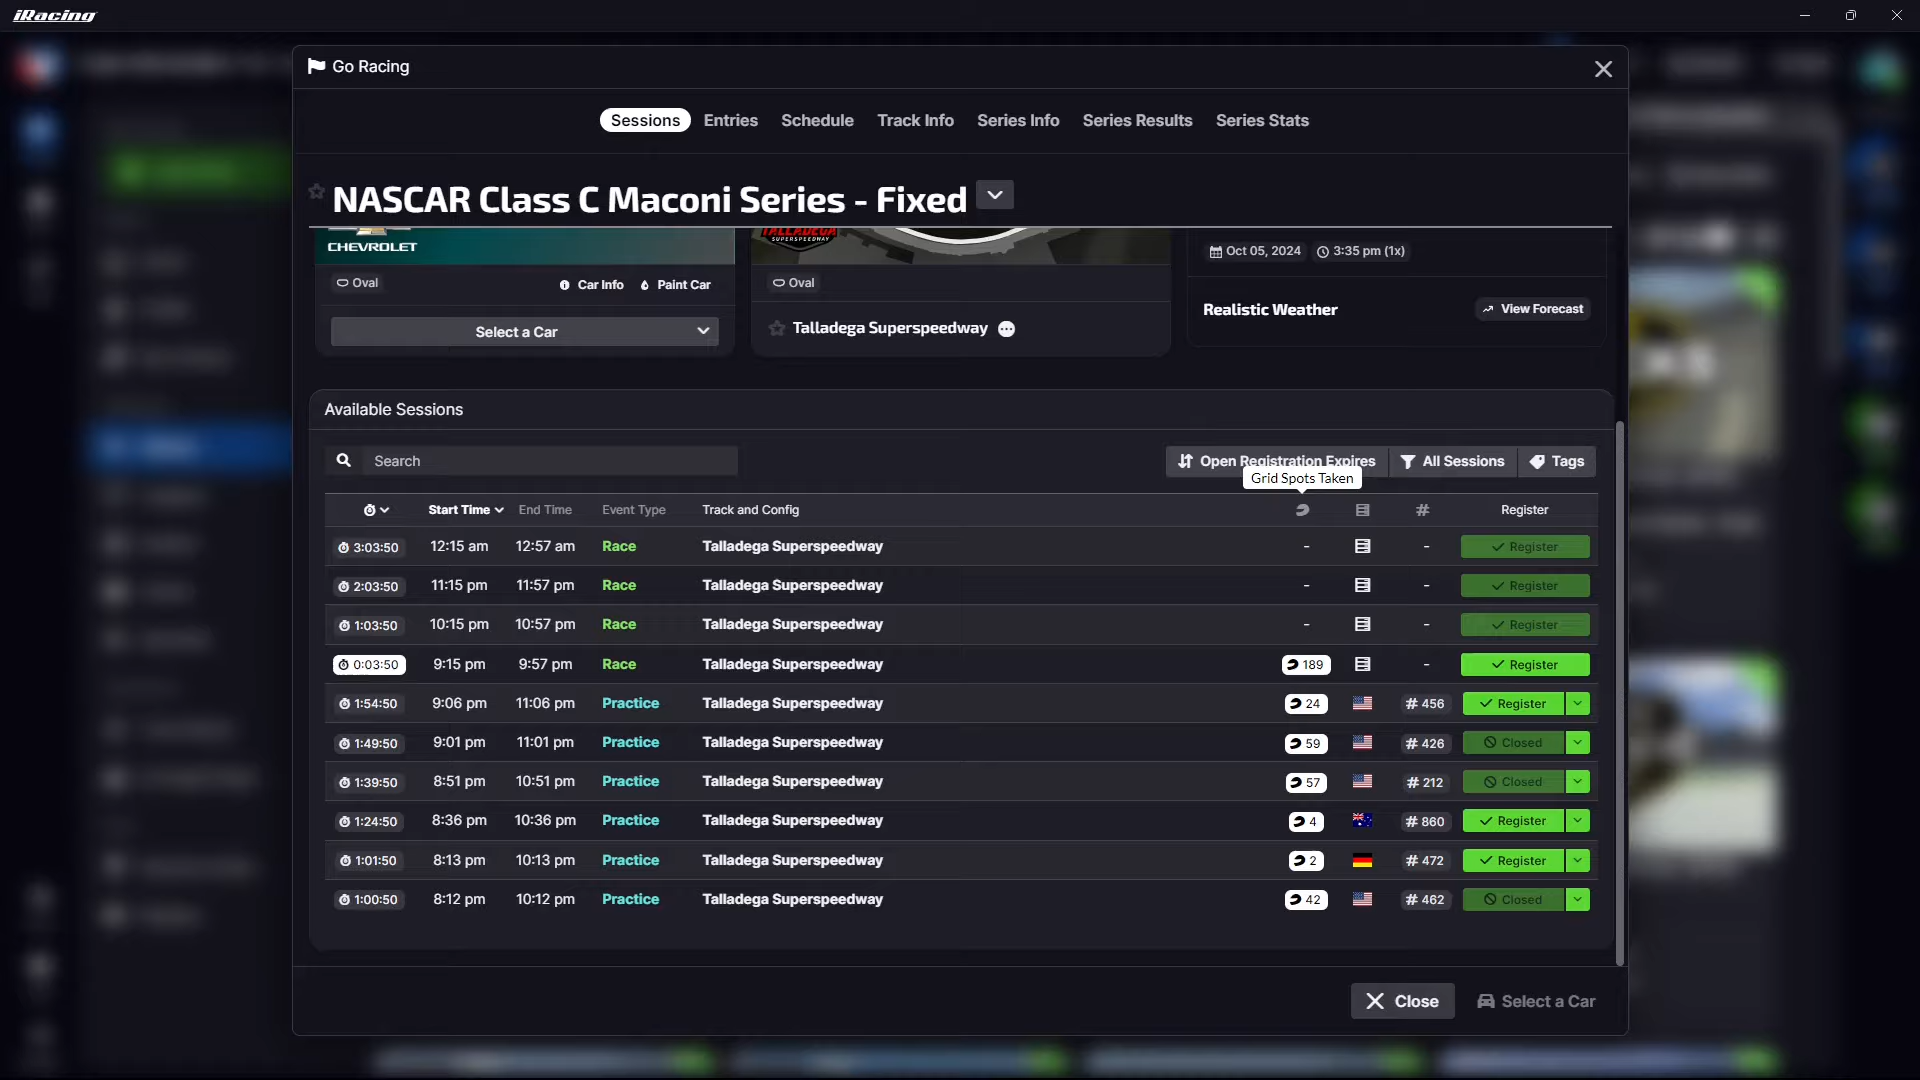 iRacing
Go Racing
Sessions Entries Schedule Track Info Series Info Series Results Series Stats
NASCAR Class C Maconi Series - Fixed
CHEVROLET
TALLADEGA
SUPERSPEEDWAY
Oct 05, 2024 3:35 pm (1x)
Oval Car Info Paint Car
Oval
Realistic Weather View Forecast
Select a Car
Talladega Superspeedway
Available Sessions
Search
Open Registration Expires All Sessions Tags
Grid Spots Taken
Start Time End Time Event Type Track and Config # Register
3:03:50 12:15 am 12:57 am Race Talladega Superspeedway - - Register
2:03:50 11:15 pm 11:57 pm Race Talladega Superspeedway - - Register
1:03:50 10:15 pm 10:57 pm Race Talladega Superspeedway - - Register
0:03:50 9:15 pm 9:57 pm Race Talladega Superspeedway 189 - Register
1:54:50 9:06 pm 11:06 pm Practice Talladega Superspeedway 24 # 456 Register
1:49:50 9:01 pm 11:01 pm Practice Talladega Superspeedway 59 # 426 Closed
1:39:50 8:51 pm 10:51 pm Practice Talladega Superspeedway 57 # 212 Closed
1:24:50 8:36 pm 10:36 pm Practice Talladega Superspeedway 4 # 860 Register
1:01:50 8:13 pm 10:13 pm Practice Talladega Superspeedway 2 # 472 Register
1:00:50 8:12 pm 10:12 pm Practice Talladega Superspeedway 42 # 462 Closed
Close Select a Car